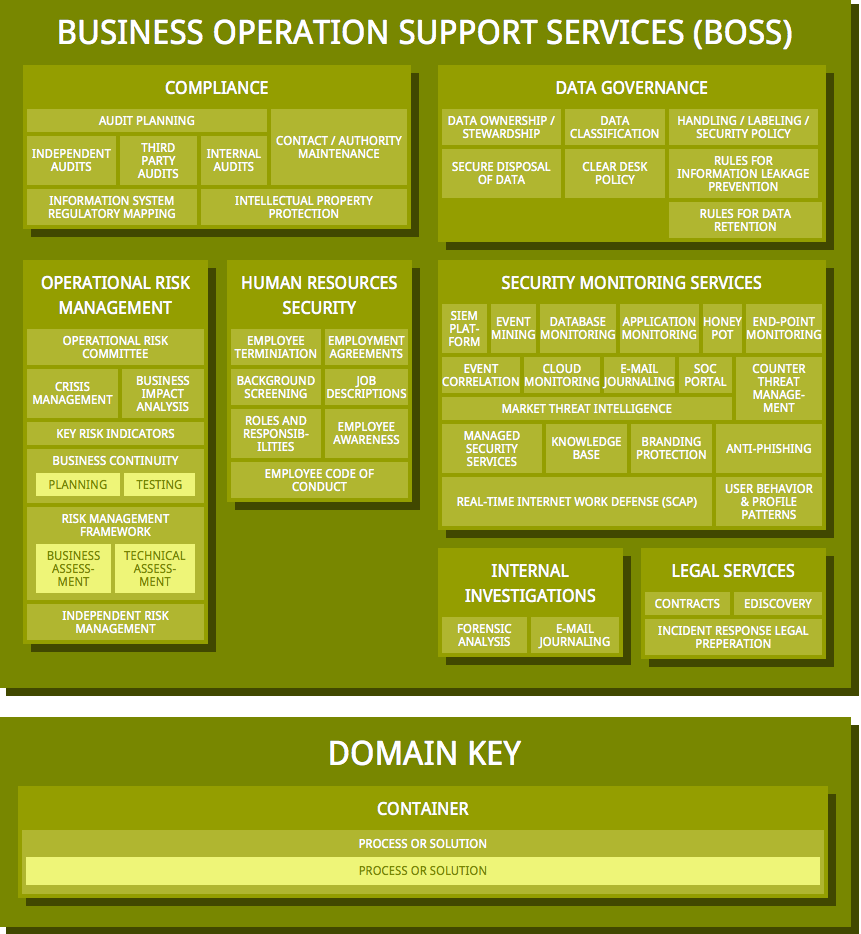 BUSINESS OPERATION SUPPORT SERVICES (BOSS)
COMPLIANCE
AUDIT PLANNING
CONTACT / AUTHORITY
MAINTENANCE
INDEPENDENT
AUDITS
THIRD
PARTY
AUDITS
INTERNAL
AUDITS
INFORMATION SYSTEM
REGULATORY MAPPING
INTELLECTUAL PROPERTY
PROTECTION
DATA GOVERNANCE
DATA OWNERSHIP /
STEWARDSHIP
DATA
CLASSIFICATION
HANDLING / LABELING /
SECURITY POLICY
SECURE DISPOSAL
OF DATA
CLEAR DESK
POLICY
RULES FOR
INFORMATION LEAKAGE
PREVENTION
RULES FOR DATA
RETENTION
OPERATIONAL RISK
MANAGEMENT
OPERATIONAL RISK
COMMITTEE
CRISIS
MANAGEMENT
BUSINESS
IMPACT
ANALYSIS
KEY RISK INDICATORS
BUSINESS CONTINUITY
PLANNING
TESTING
RISK MANAGEMENT
FRAMEWORK
BUSINESS
ASSESS-
MENT
TECHNICAL
ASSESS-
MENT
INDEPENDENT RISK
MANAGEMENT
HUMAN RESOURCES
SECURITY
EMPLOYEE
TERMINIATION
EMPLOYMENT
AGREEMENTS
BACKGROUND
SCREENING
JOB
DESCRIPTIONS
ROLES AND
RESPONSIB-
ILITIES
EMPLOYEE
AWARENESS
EMPLOYEE CODE OF
CONDUCT
SECURITY MONITORING SERVICES
SIEM
PLAT-
FORM
EVENT
MINING
DATABASE
MONITORING
APPLICATION
MONITORING
HONEY
POT
END-POINT
MONITORING
EVENT
CORRELATION
CLOUD
MONITORING
E-MAIL
JOURNALING
SOC
PORTAL
COUNTER
THREAT
MANAGE-
MENT
MARKET THREAT INTELLIGENCE
MANAGED
SECURITY
SERVICES
KNOWLEDGE
BASE
BRANDING
PROTECTION
ANTI-PHISHING
REAL-TIME INTERNET WORK DEFENSE (SCAP)
USER BEHAVIOR
& PROFILE
PATTERNS
INTERNAL
INVESTIGATIONS
FORENSIC
ANALYSIS
E-MAIL
JOURNALING
LEGAL SERVICES
CONTRACTS
EDISCOVERY
INCIDENT RESPONSE LEGAL
PREPERATION
DOMAIN KEY
CONTAINER
PROCESS OR SOLUTION
PROCESS OR SOLUTION